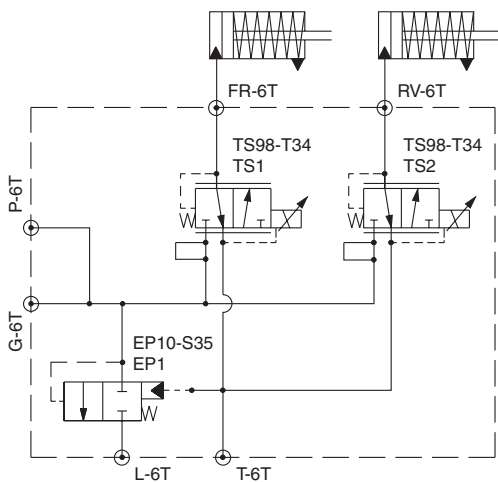 FR-6T
RV-6T
TS98-T34
TS1
TS98-T34
TS2
P-6T
G-6T
EP10-S35
EP1
L-6T
T-6T